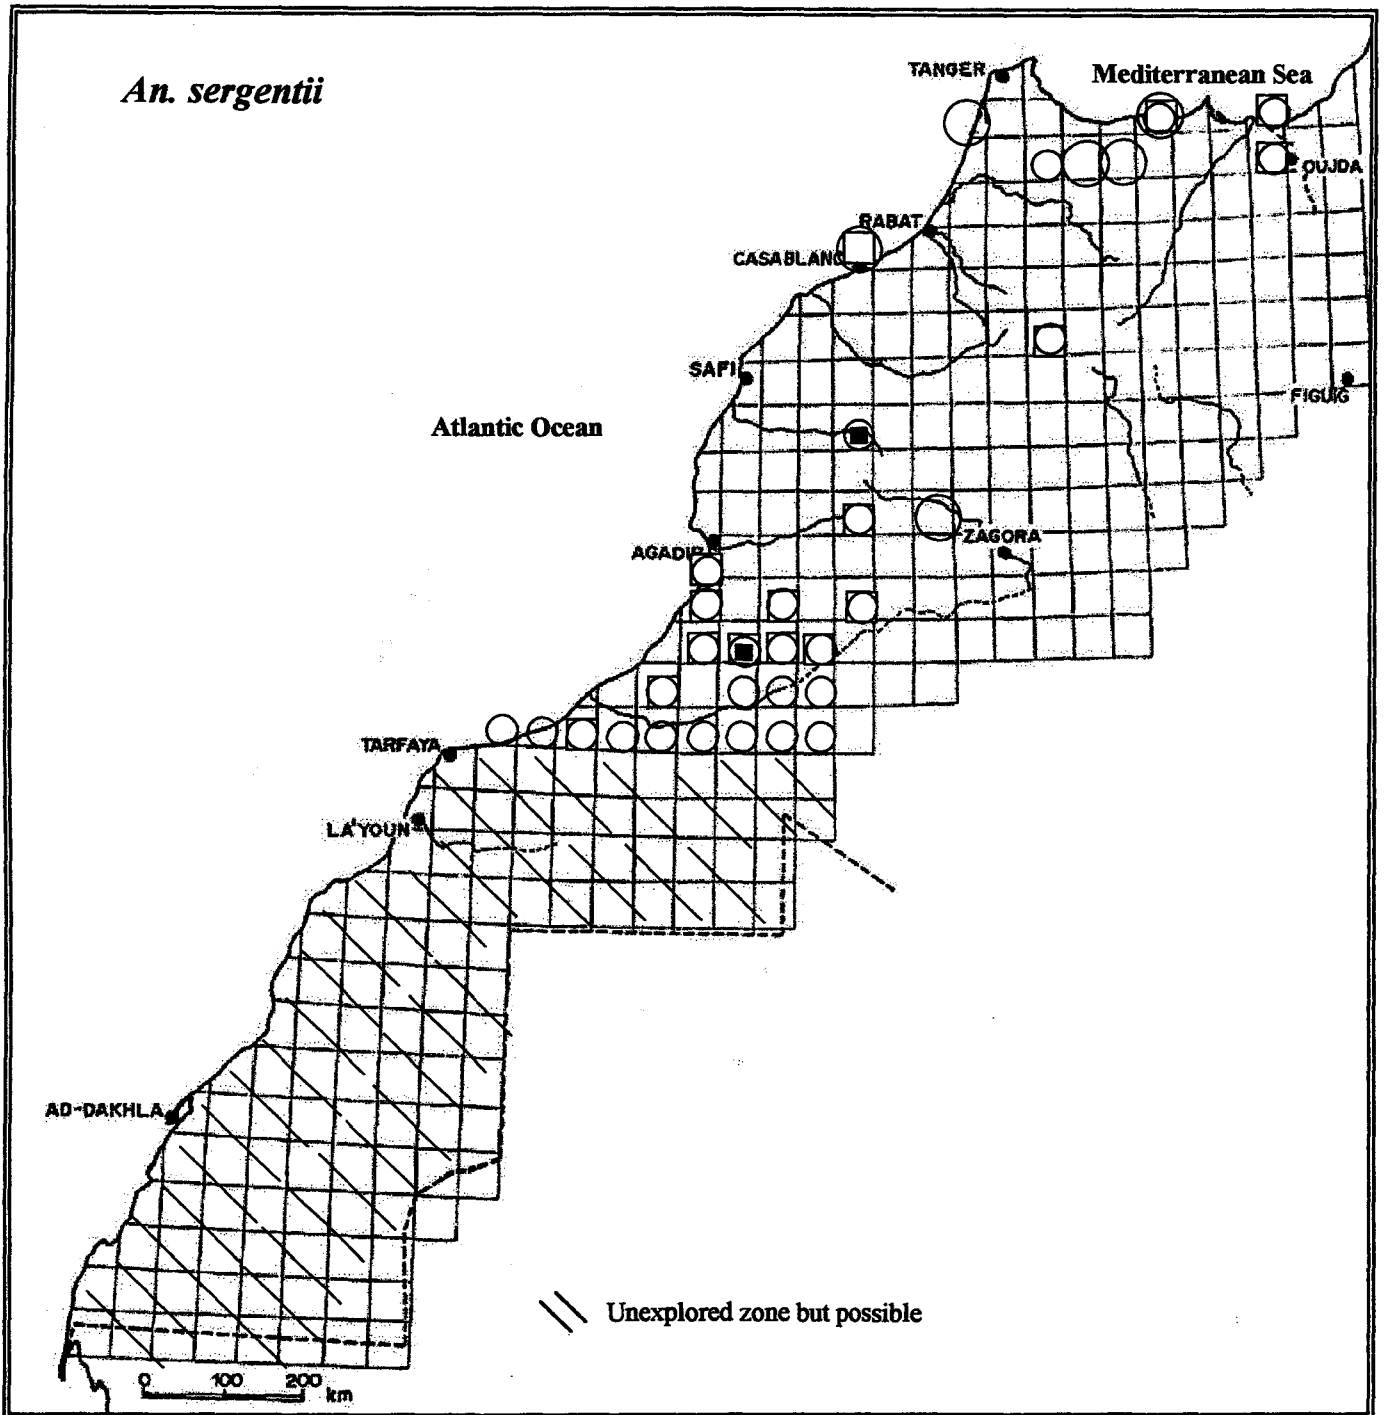 An. sergentii
TANGER
Mediterranean Sea
OUJDA
RABAT
CASABLANC
SAFI
FIGUIG
Atlantic Ocean
ZAGORA
AGADIR
TARFAYA
LA'YOUN
AD-DAKHLA
Unexplored zone but possible
0 100 200 km